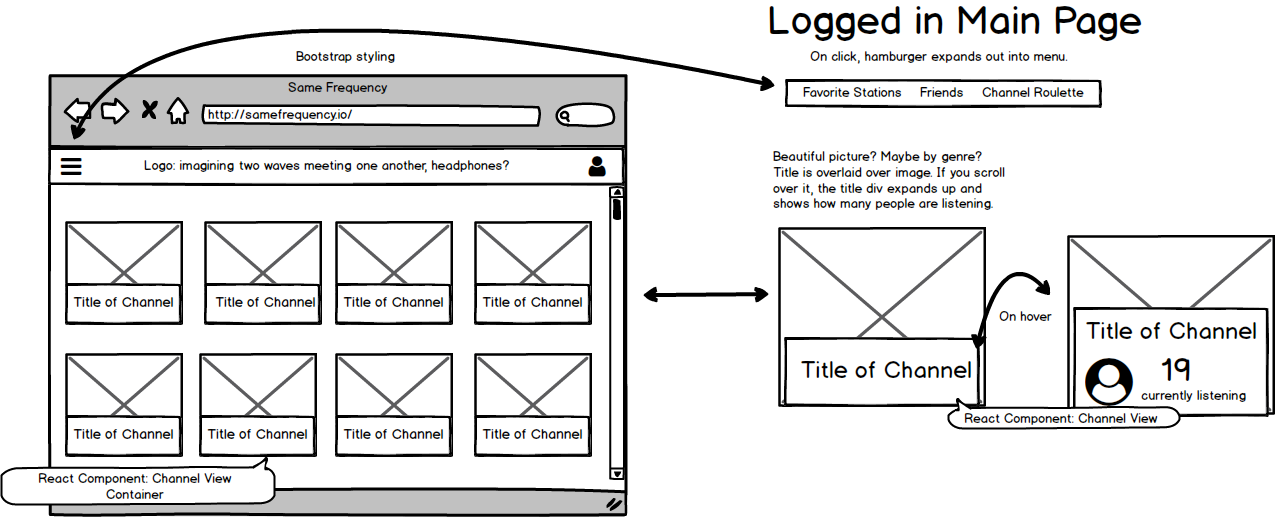 Logged in Main Page
Bootstrap styling
On click, hamburger expands out into menu.
Same Frequency
Favorite Stations Friends Channel Roulette
http://samefrequency.io/
Logo: imagining two waves meeting one another, headphones?
Beautiful picture? Maybe by genre?
Title is overlaid over image. If you scroll
over it, the title div expands up and
shows how many people are listening.
Title of Channel Title of Channel Title of Channel Title of Channel
On hover
Title of Channel
Title of Channel
19
currently listening
React Component: Channel View
Title of Channel Title of Channel Title of Channel Title of Channel
React Component: Channel View
Container